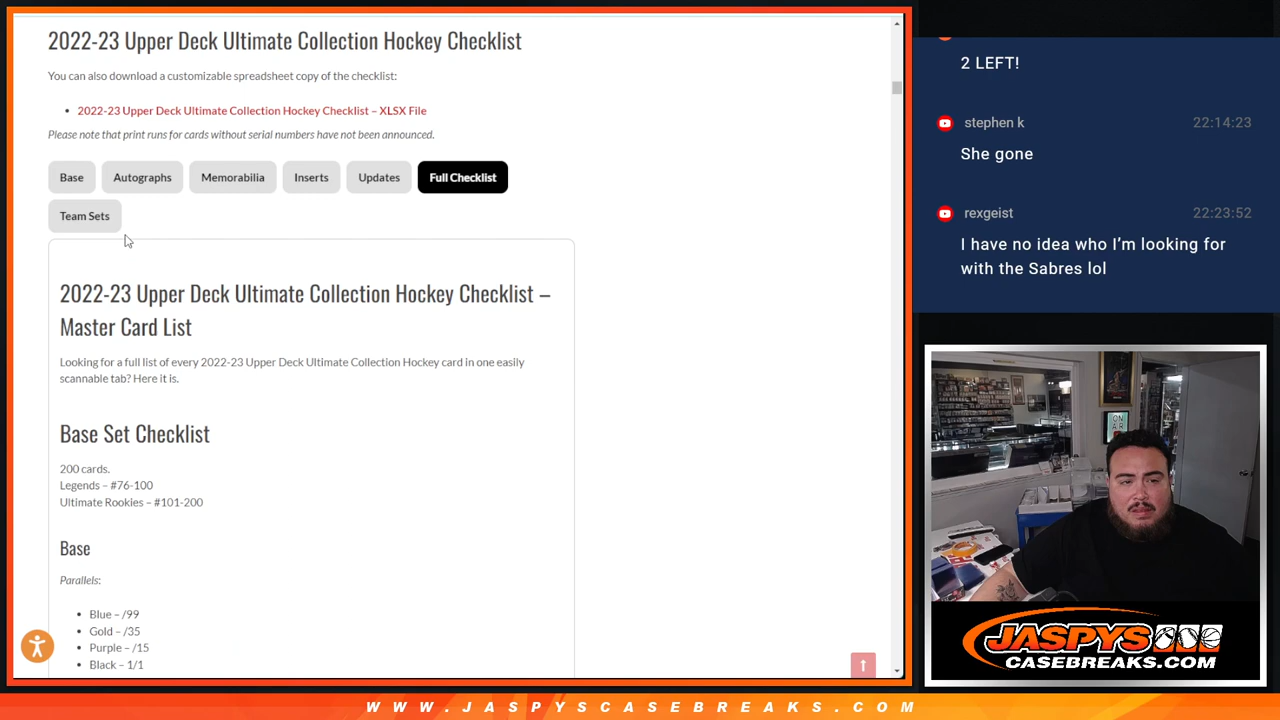 2022-23 Upper Deck Ultimate Collection Hockey Checklist
You can also download a customizable spreadsheet copy of the checklist:
• 2022-23 Upper Deck Ultimate Collection Hockey Checklist – XLSX File
Please note that print runs for cards without serial numbers have not been announced.
Base Autographs Memorabilia Inserts Updates Full Checklist
Team Sets
2022-23 Upper Deck Ultimate Collection Hockey Checklist –
Master Card List
Looking for a full list of every 2022-23 Upper Deck Ultimate Collection Hockey card in one easily
scannable tab? Here it is.
Base Set Checklist
200 cards.
Legends – #76-100
Ultimate Rookies – #101-200
Base
Parallels:
• Blue – /99
• Gold – /35
• Purple – /15
• Black – 1/1
2 LEFT!
stephen k 22:14:23
She gone
rexgeist 22:23:52
I have no idea who I'm looking for
with the Sabres lol
ON
AIR
JASPYS
CASEBREAKS.COM
WWW.JASPYSCASEBREAKS.COM